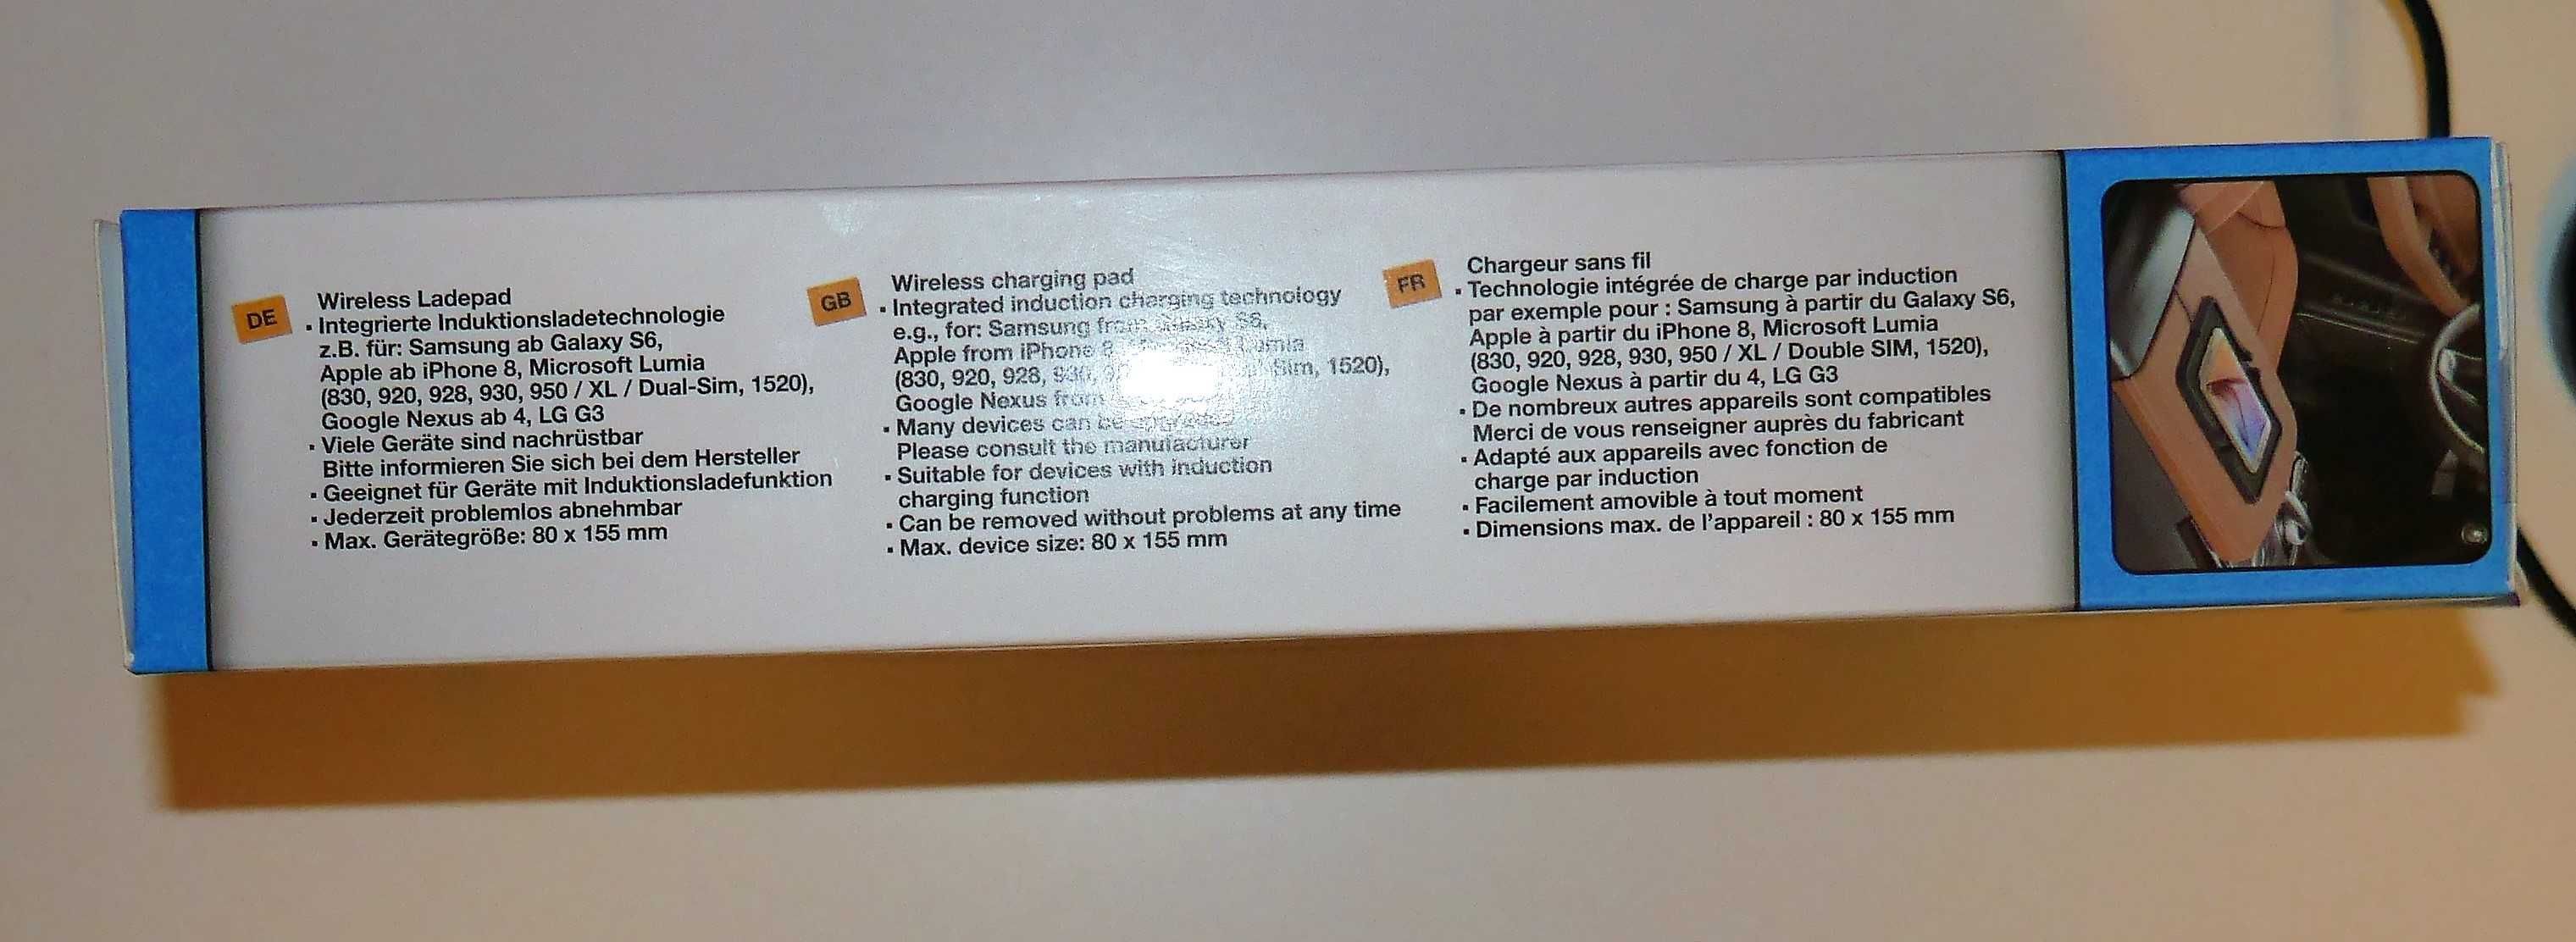 DE
Wireless Ladepad
▪ Integrierte Induktionsladetechnologie
z.B. für: Samsung ab Galaxy S6,
Apple ab iPhone 8, Microsoft Lumia
(830, 920, 928, 930, 950 / XL / Dual-Sim, 1520),
Google Nexus ab 4, LG G3
▪ Viele Geräte sind nachrüstbar
Bitte informieren Sie sich bei dem Hersteller
▪ Geeignet für Geräte mit Induktionsladefunktion
▪ Jederzeit problemlos abnehmbar
▪ Max. Gerätegröße: 80 x 155 mm
GB
Wireless charging pad
▪ Integrated induction charging technology
e.g., for: Samsung from Galaxy S6,
Apple from iPhone 8 Lumia
(830, 920, 928, 930, Sim, 1520),
Google Nexus from
▪ Many devices can be upgraded
Please consult the manufacturer
▪ Suitable for devices with induction
charging function
▪ Can be removed without problems at any time
▪ Max. device size: 80 x 155 mm
FR
Chargeur sans fil
▪ Technologie intégrée de charge par induction
par exemple pour : Samsung à partir du Galaxy S6,
Apple à partir du iPhone 8, Microsoft Lumia
(830, 920, 928, 930, 950 / XL / Double SIM, 1520),
Google Nexus à partir du 4, LG G3
▪ De nombreux autres appareils sont compatibles
Merci de vous renseigner auprès du fabricant
▪ Adapté aux appareils avec fonction de
charge par induction
▪ Facilement amovible à tout moment
▪ Dimensions max. de l'appareil : 80 x 155 mm